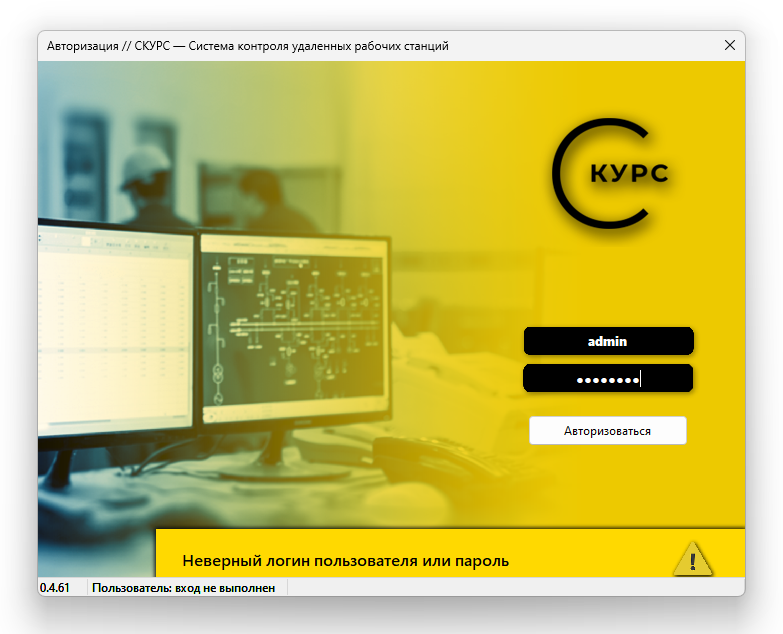 Авторизация // СКУРС — Система контроля удаленных рабочих станций
КУРС
admin
••••••••
Авторизоваться
Неверный логин пользователя или пароль
0.4.61 Пользователь: вход не выполнен